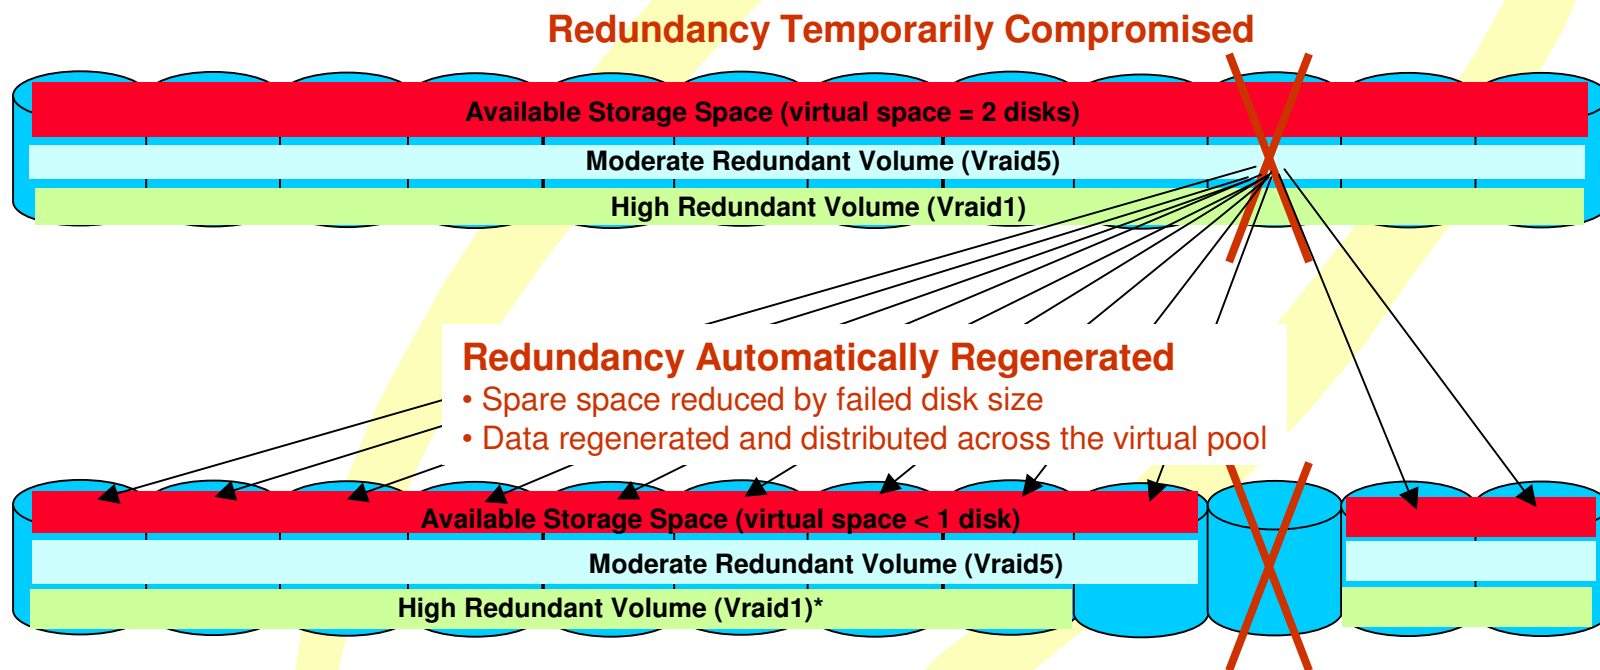 Redundancy Temporarily Compromised
Available Storage Space (virtual space = 2 disks)
Moderate Redundant Volume (Vraid5)
High Redundant Volume (Vraid1)
Redundancy Automatically Regenerated
• Spare space reduced by failed disk size
• Data regenerated and distributed across the virtual pool
Available Storage Space (virtual space < 1 disk)
Moderate Redundant Volume (Vraid5)
High Redundant Volume (Vraid1)*